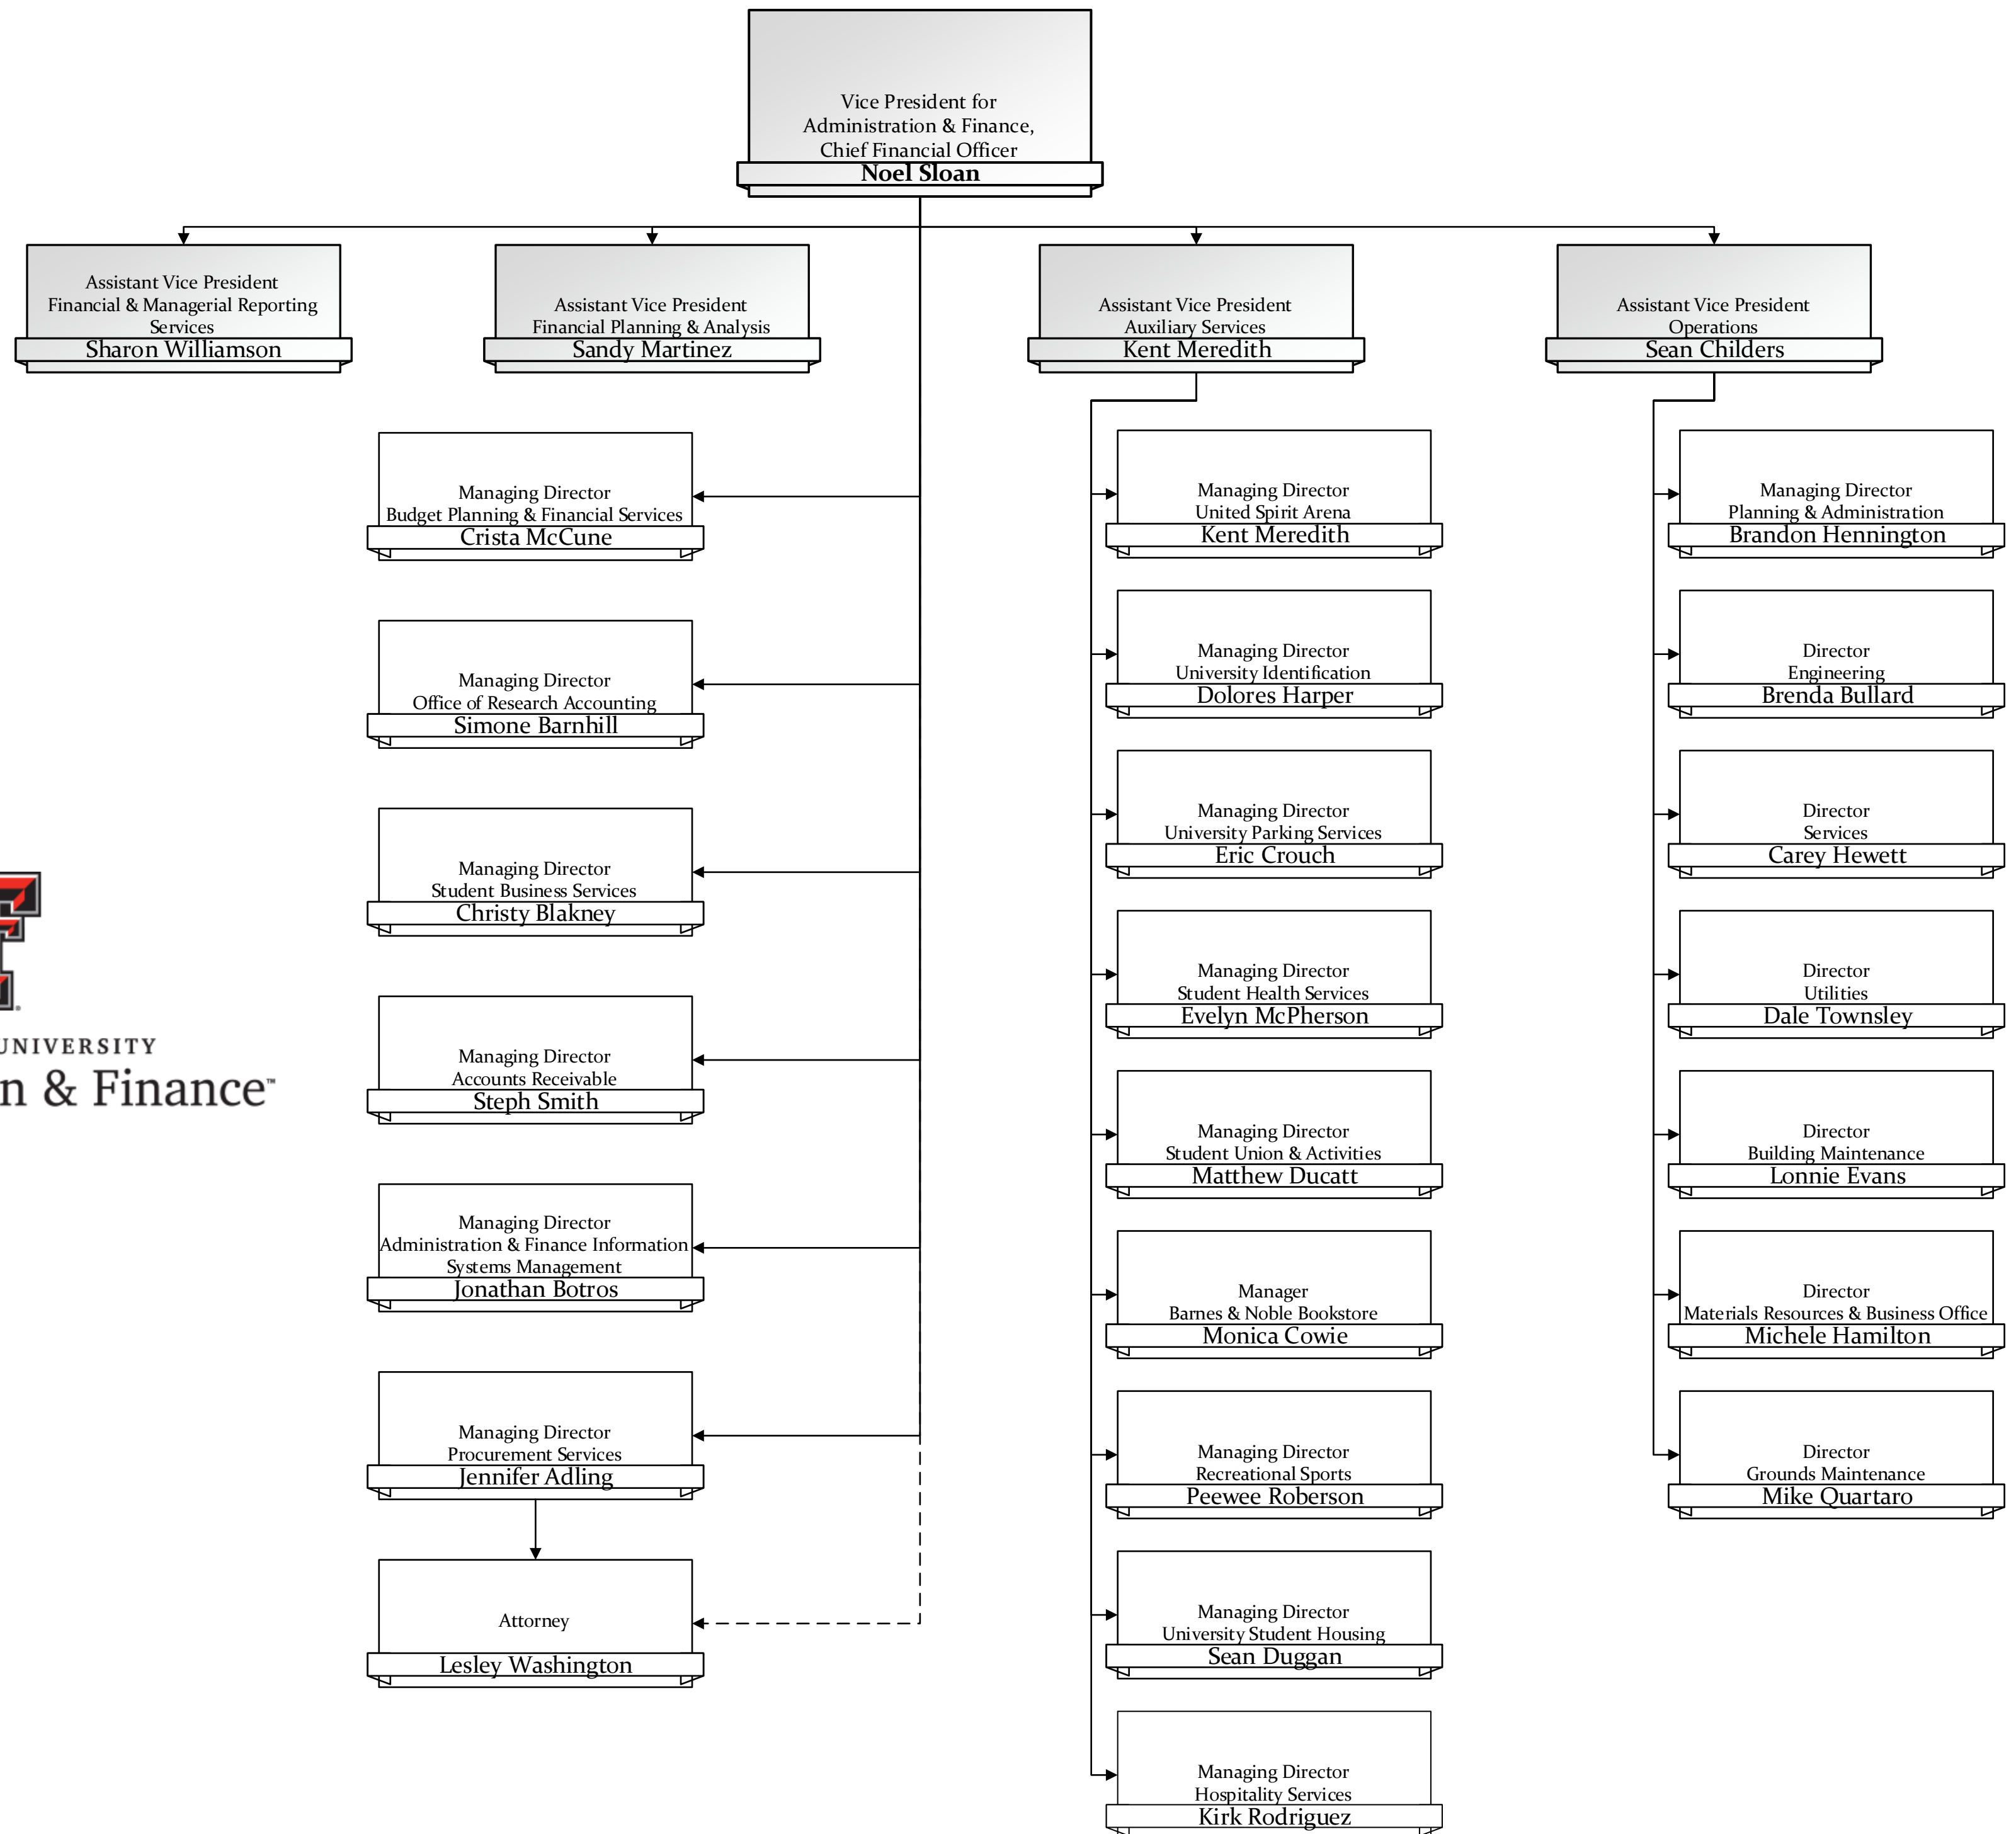 Vice President for
Administration & Finance,
Chief Financial Officer
Noel Sloan
Assistant Vice President
Financial & Managerial Reporting
Services
Sharon Williamson
Assistant Vice President
Financial Planning & Analysis
Sandy Martinez
Assistant Vice President
Auxiliary Services
Kent Meredith
Assistant Vice President
Operations
Sean Childers
Managing Director
Budget Planning & Financial Services
Crista McCune
Managing Director
Office of Research Accounting
Simone Barnhill
Managing Director
Student Business Services
Christy Blakney
Managing Director
Accounts Receivable
Steph Smith
Managing Director
Administration & Finance Information
Systems Management
Jonathan Botros
Managing Director
Procurement Services
Jennifer Adling
Attorney
Lesley Washington
Managing Director
United Spirit Arena
Kent Meredith
Managing Director
University Identification
Dolores Harper
Managing Director
University Parking Services
Eric Crouch
Managing Director
Student Health Services
Evelyn McPherson
Managing Director
Student Union & Activities
Matthew Ducatt
Manager
Barnes & Noble Bookstore
Monica Cowie
Managing Director
Recreational Sports
Peewee Roberson
Managing Director
University Student Housing
Sean Duggan
Managing Director
Hospitality Services
Kirk Rodriguez
Managing Director
Planning & Administration
Brandon Hennington
Director
Engineering
Brenda Bullard
Director
Services
Carey Hewett
Director
Utilities
Dale Townsley
Director
Building Maintenance
Lonnie Evans
Director
Materials Resources & Business Office
Michele Hamilton
Director
Grounds Maintenance
Mike Quartaro
UNIVERSITY
n & Finance™